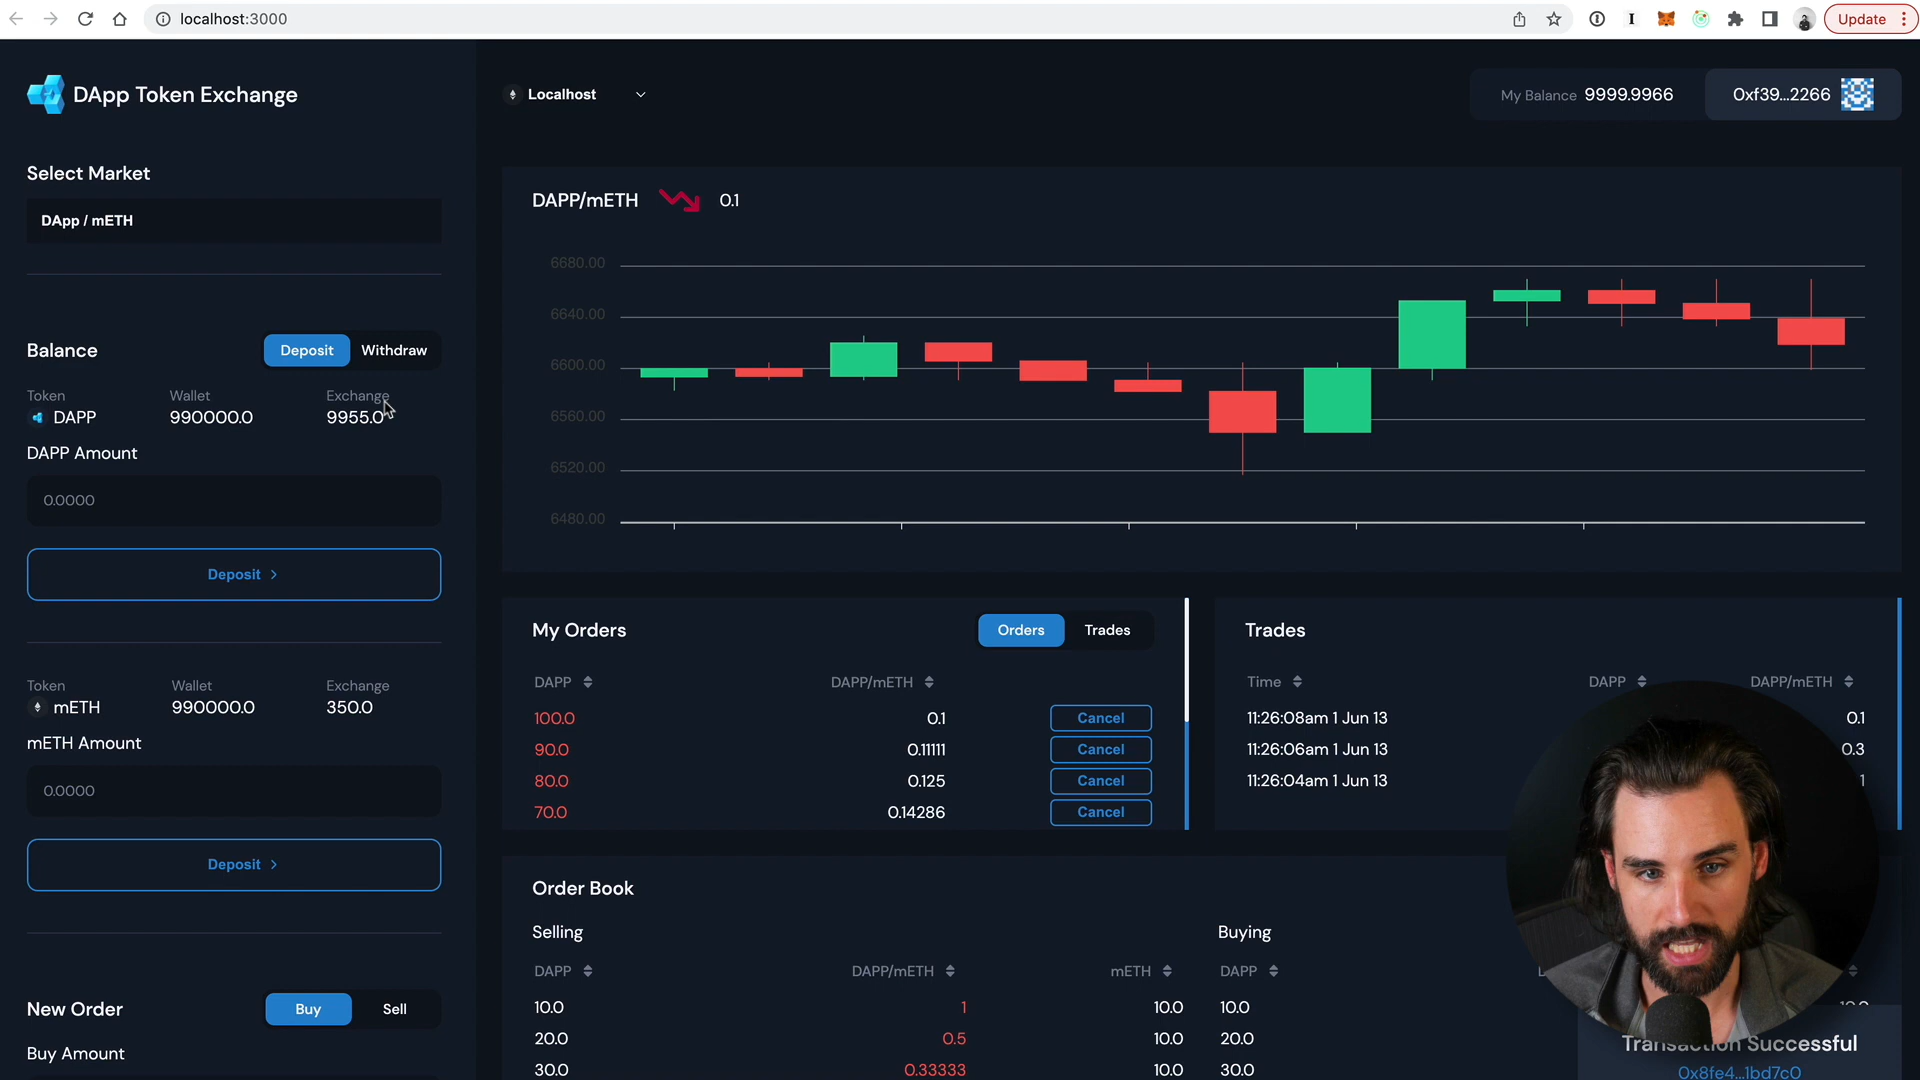 localhost:3000
Update
DApp Token Exchange
Localhost
My Balance 9999.9966
0xf39...2266
Select Market
DApp / mETH
Balance
Deposit
Withdraw
Token Wallet Exchange
DAPP 990000.0 9955.0
DAPP Amount
0.0000
Deposit >
Token Wallet Exchange
mETH 990000.0 350.0
mETH Amount
0.0000
Deposit >
New Order
Buy
Sell
Buy Amount
DAPP/mETH 0.1
6680.00
6640.00
6600.00
6560.00
6520.00
6480.00
My Orders
Orders
Trades
DAPP DAPP/mETH
100.0 0.1 Cancel
90.0 0.11111 Cancel
80.0 0.125 Cancel
70.0 0.14286 Cancel
Trades
Time DAPP DAPP/mETH
11:26:08am 1 Jun 13 0.1
11:26:06am 1 Jun 13 0.3
11:26:04am 1 Jun 13 1
Order Book
Selling
DAPP DAPP/mETH mETH
10.0 1 10.0
20.0 0.5 10.0
30.0 0.33333 10.0
Buying
DAPP
10.0
20.0
30.0
Transaction Successful
0x8fe4...1bd7c0